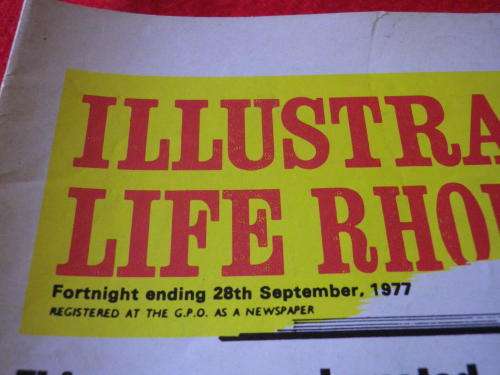 ILLUSTRA
LIFE RHO
Fortnight ending 28th September, 1977
REGISTERED AT THE G.P.O. AS A NEWSPAPER